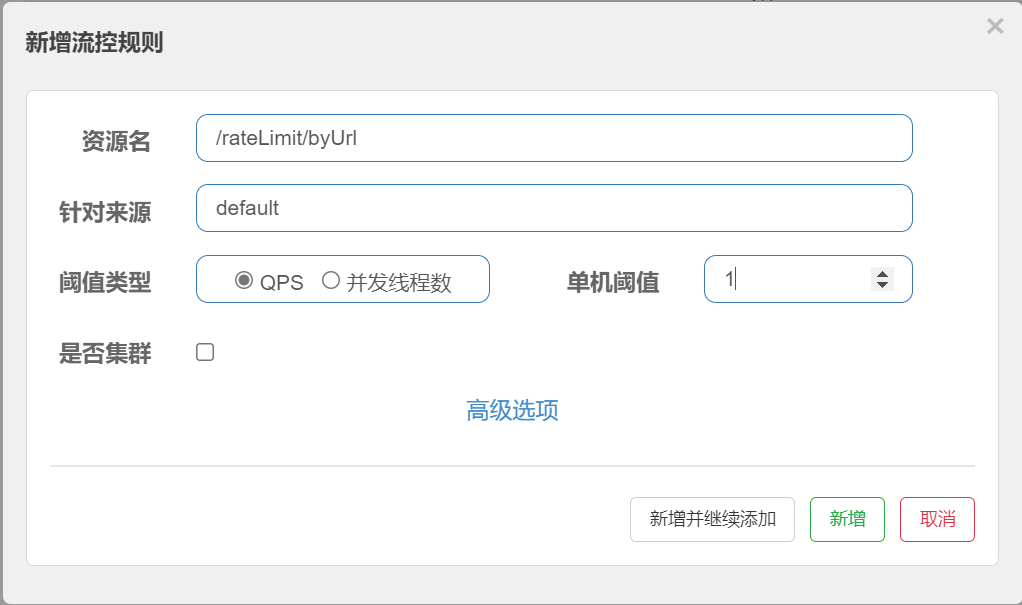 新增流控规则
资源名 /rateLimit/byUrl
针对来源 default
阈值类型 QPS 并发线程数 单机阈值 1
是否集群
高级选项
新增并继续添加 新增 取消